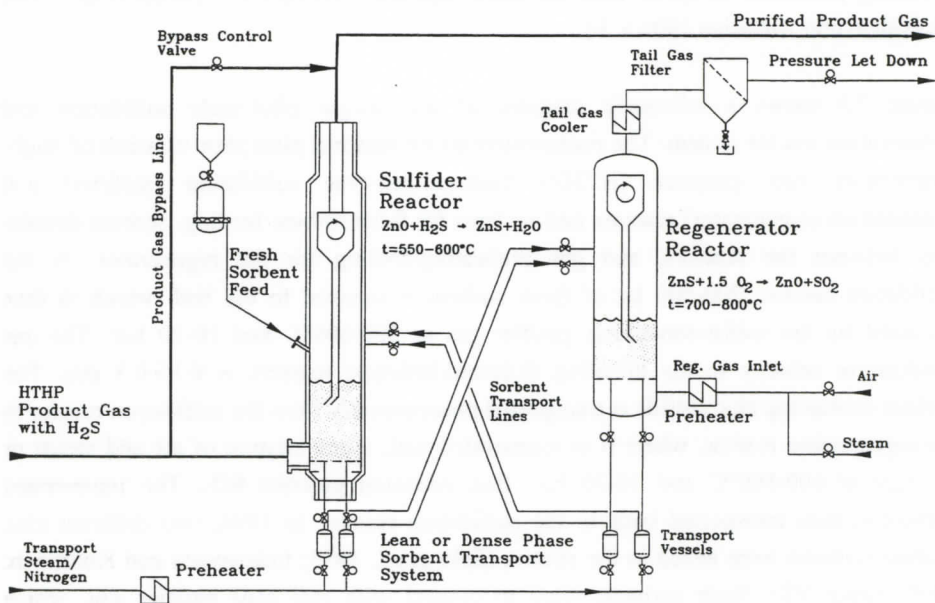 Purified Product Gas
Bypass Control
Valve
Tail Gas
Filter
Pressure Let Down
Tail Gas
Cooler
Product Gas Bypass Line
Sulfider
Reactor
ZnO+H₂S → ZnS+H₂O
t=550-600°C
Regenerator
Reactor
ZnS+1.5 O₂→ ZnO+SO₂
t=700-800°C
Fresh
Sorbent
Feed
Reg. Gas Inlet
Preheater
Air
Steam
HTHP
Product Gas
with H₂S
Sorbent
Transport
Lines
Lean or Dense Phase
Sorbent Transport
System
Transport
Vessels
Transport
Steam/
Nitrogen
Preheater